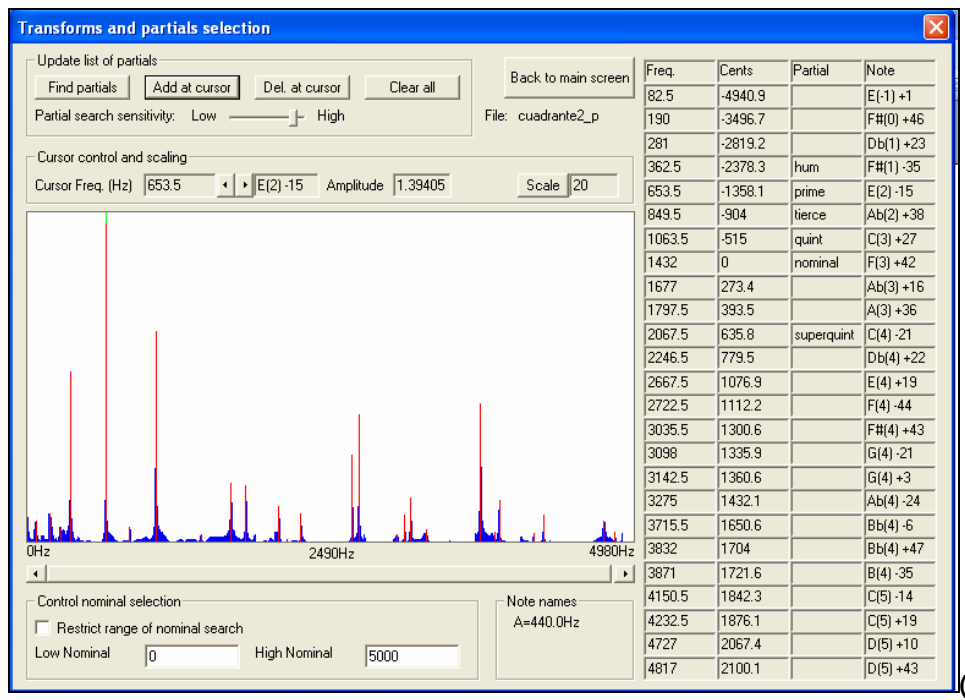 Transforms and partials selection
Update list of partials
Find partials Add at cursor Del. at cursor Clear all
Partial search sensitivity: Low High
Back to main screen
File: cuadrante2_p
Cursor control and scaling
Cursor Freq. (Hz) 653.5 E(2) -15 Amplitude 1.39405 Scale 20
0Hz 2490Hz 4980Hz
Control nominal selection
Restrict range of nominal search
Low Nominal 0 High Nominal 5000
Note names
A=440.0Hz
Freq. Cents Partial Note
82.5 -4940.9 E(-1) +1
190 -3496.7 F#(0) +46
281 -2819.2 Db(1) +23
362.5 -2378.3 hum F#(1) -35
653.5 -1358.1 prime E(2) -15
849.5 -904 tierce Ab(2) +38
1063.5 -515 quint C(3) +27
1432 0 nominal F(3) +42
1677 273.4 Ab(3) +16
1797.5 393.5 A(3) +36
2067.5 635.8 superquint C(4) -21
2246.5 779.5 Db(4) +22
2667.5 1076.9 E(4) +19
2722.5 1112.2 F(4) -44
3035.5 1300.6 F#(4) +43
3098 1335.9 G(4) -21
3142.5 1360.6 G(4) +3
3275 1432.1 Ab(4) -24
3715.5 1650.6 Bb(4) -6
3832 1704 Bb(4) +47
3871 1721.6 B(4) -35
4150.5 1842.3 C(5) -14
4232.5 1876.1 C(5) +19
4727 2067.4 D(5) +10
4817 2100.1 D(5) +43
(